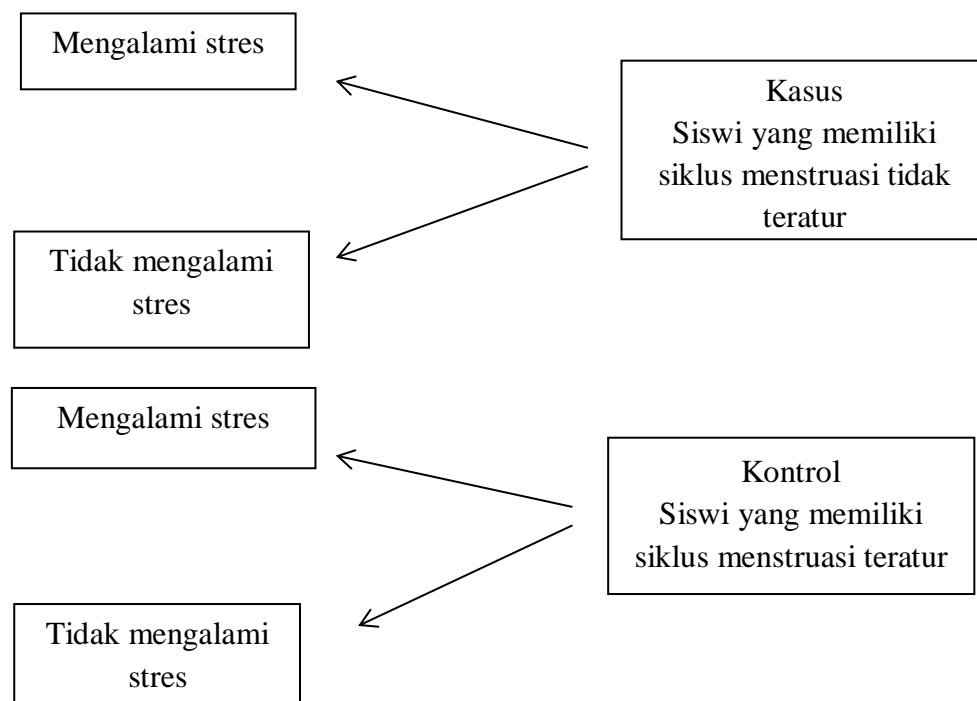 Mengalami stres
Kasus
Siswi yang memiliki
siklus menstruasi tidak
teratur
Tidak mengalami
stres
Mengalami stres
Kontrol
Siswi yang memiliki
siklus menstruasi teratur
Tidak mengalami
stres